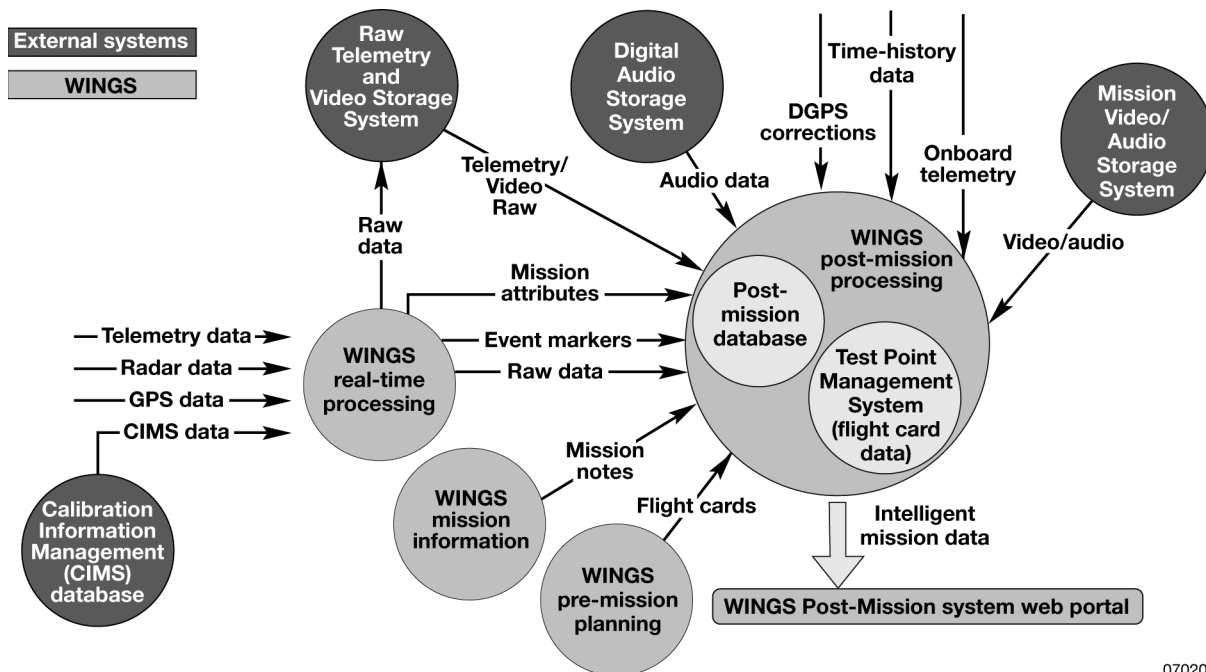 External systems
WINGS
Raw
Telemetry
and
Video Storage
System
Digital
Audio
Storage
System
Time-history
data
DGPS
corrections
Onboard
telemetry
Mission
Video/
Audio
Storage
System
Telemetry/
Video
Raw
Audio data
Video/audio
Raw
data
Mission
attributes
Event markers
Raw data
WINGS
post-mission
processing
Post-
mission
database
Test Point
Management
System
(flight card
data)
Telemetry data
Radar data
GPS data
CIMS data
WINGS
real-time
processing
Calibration
Information
Management
(CIMS)
database
Mission
notes
WINGS
mission
information
Flight cards
WINGS
pre-mission
planning
Intelligent
mission data
WINGS Post-Mission system web portal
07020